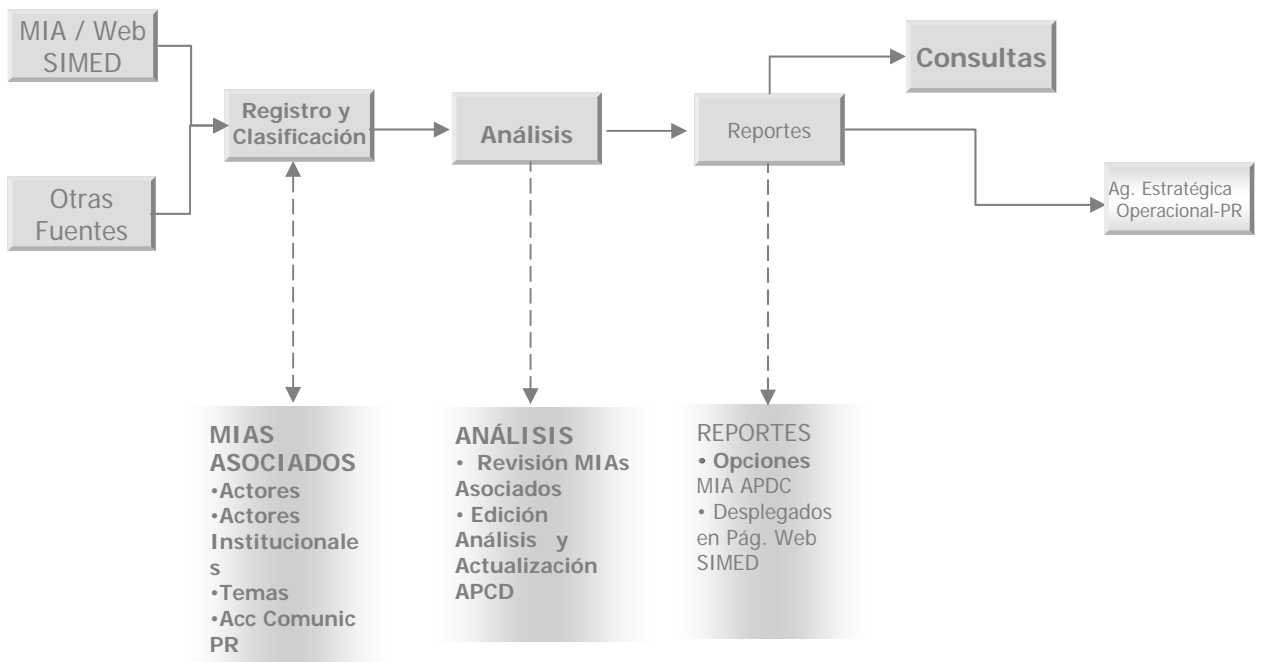 MIA / Web
SIMED
Otras
Fuentes
Registro y
Clasificación
Análisis
Reportes
Consultas
Ag. Estratégica
Operacional-PR
MIAS
ASOCIADOS
•Actores
•Actores
Institucionale
s
•Temas
•Acc Comunic
PR
ANÁLISIS
• Revisión MIAs
Asociados
• Edición
Análisis y
Actualización
APCD
REPORTES
• Opciones
MIA APDC
• Desplegados
en Pág. Web
SIMED